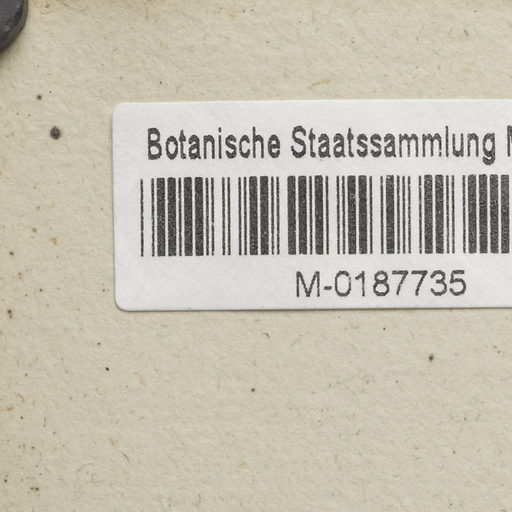 Botanische Staatssammlung
M-0187735